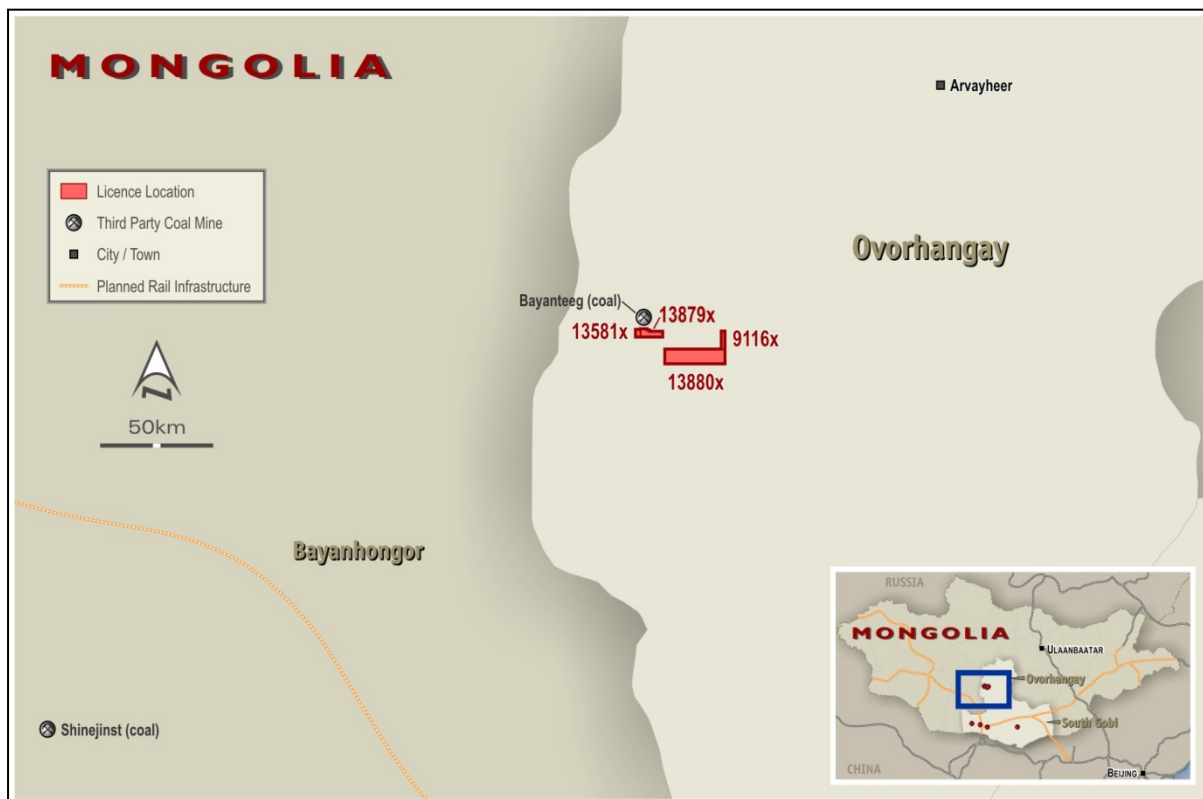 MONGOLIA
Arvayheer
Licence Location
Third Party Coal Mine
City / Town
Planned Rail Infrastructure
Ovorhangay
Bayanteeg (coal)
13879x
13581x
9116x
13880x
N
50km
Bayanhongor
Shinejinst (coal)
RUSSIA
MONGOLIA
ULAANBAATAR
Ovorhangay
South Gobi
CHINA
BEIJING